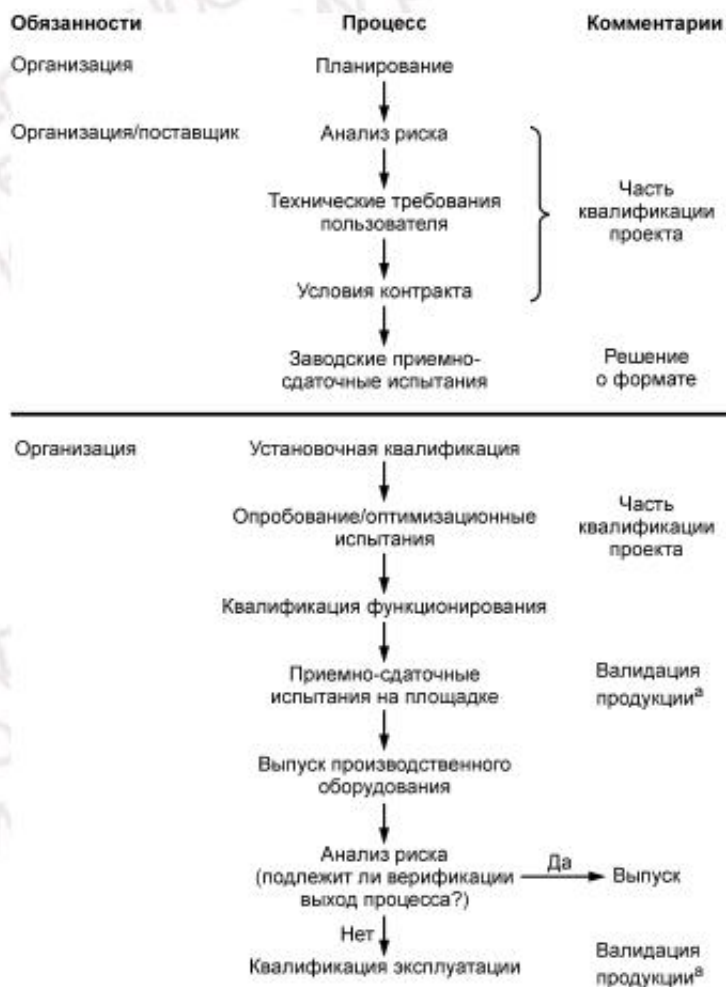 Обязанности Процесс Комментарии
Организация Планирование
Организация/поставщик Анализ риска
Технические требования
пользователя
Часть
квалификации
проекта
Условия контракта
Заводские приемно-
сдаточные испытания
Решение
о формате
Организация Установочная квалификация
Опробование/оптимизационные
испытания
Часть
квалификации
проекта
Квалификация функционирования
Приемно-сдаточные
испытания на площадке
Валидация
продукцииа
Выпуск производственного
оборудования
Анализ риска
(подлежит ли верификации
выход процесса?)
Да
Выпуск
Нет
Квалификация эксплуатации
Валидация
продукцииа